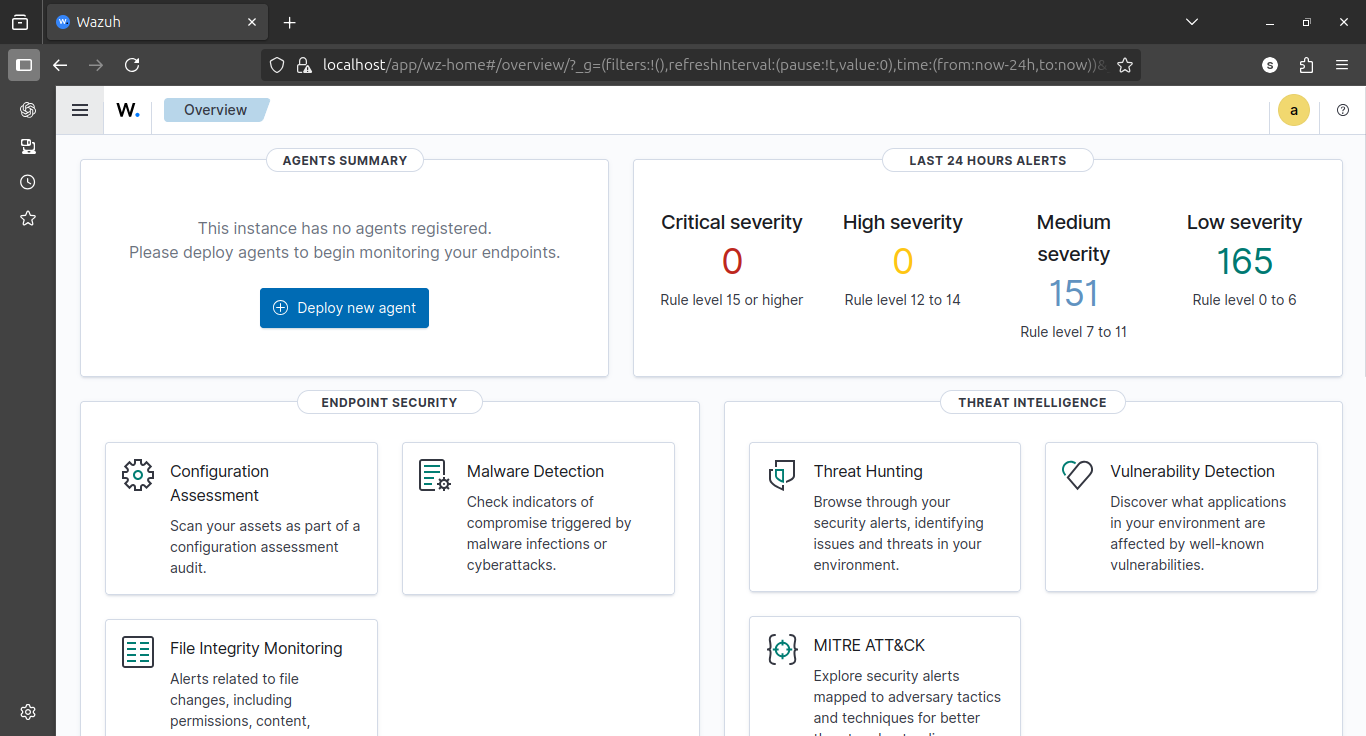 Wazuh
localhost/app/wz-home#/overview/?_g=(filters:!(),refreshInterval:(pause:!t,value:0),time:(from:now-24h,to:now))&
S
W.
Overview
a
AGENTS SUMMARY
This instance has no agents registered.
Please deploy agents to begin monitoring your endpoints.
Deploy new agent
LAST 24 HOURS ALERTS
Critical severity
0
Rule level 15 or higher
High severity
0
Rule level 12 to 14
Medium
severity
151
Rule level 7 to 11
Low severity
165
Rule level 0 to 6
ENDPOINT SECURITY
Configuration
Assessment
Scan your assets as part of a
configuration assessment
audit.
Malware Detection
Check indicators of
compromise triggered by
malware infections or
cyberattacks.
File Integrity Monitoring
Alerts related to file
changes, including
permissions, content,
THREAT INTELLIGENCE
Threat Hunting
Browse through your
security alerts, identifying
issues and threats in your
environment.
Vulnerability Detection
Discover what applications
in your environment are
affected by well-known
vulnerabilities.
MITRE ATT&CK
Explore security alerts
mapped to adversary tactics
and techniques for better